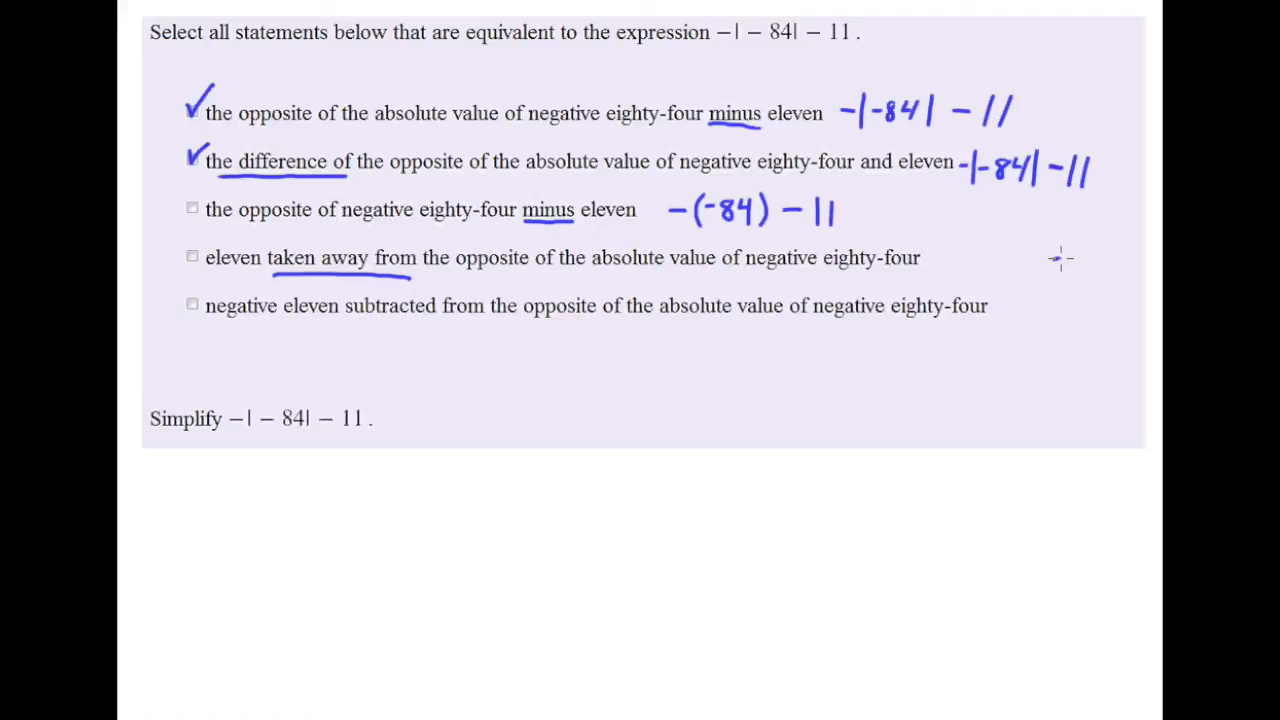 Select all statements below that are equivalent to the expression −| − 84| − 11 .
the opposite of the absolute value of negative eighty-four minus eleven -|-84| - 11
the difference of the opposite of the absolute value of negative eighty-four and eleven -|-84| - 11
the opposite of negative eighty-four minus eleven -(-84) - 11
eleven taken away from the opposite of the absolute value of negative eighty-four
negative eleven subtracted from the opposite of the absolute value of negative eighty-four
Simplify −| − 84| − 11 .